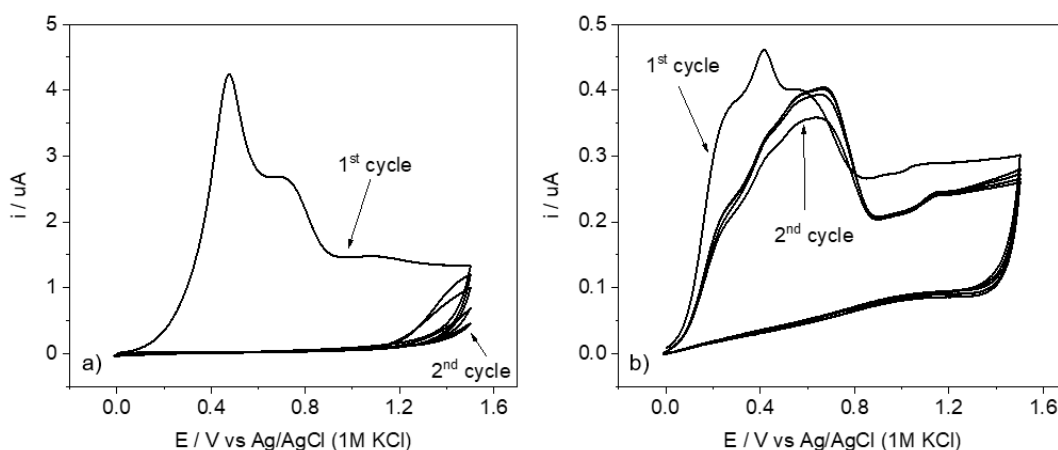 5
4
3
2
1
0
i / uA
1st cycle
2nd cycle
a)
0.0
0.4
0.8
1.2
1.6
E / V vs Ag/AgCl (1M KCl)
0.5
0.4
0.3
0.2
0.1
0.0
i / uA
1st cycle
2nd cycle
b)
0.0
0.4
0.8
1.2
1.6
E / V vs Ag/AgCl (1M KCl)